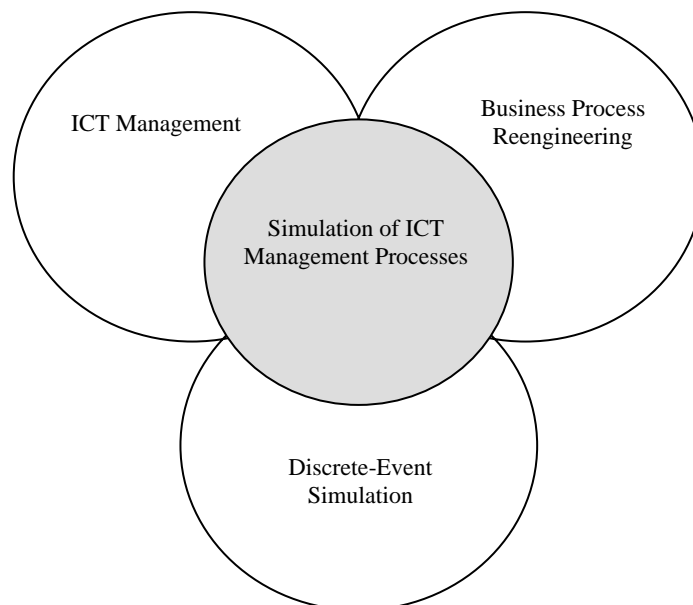 ICT Management
Business Process
Reengineering
Simulation of ICT
Management Processes
Discrete-Event
Simulation